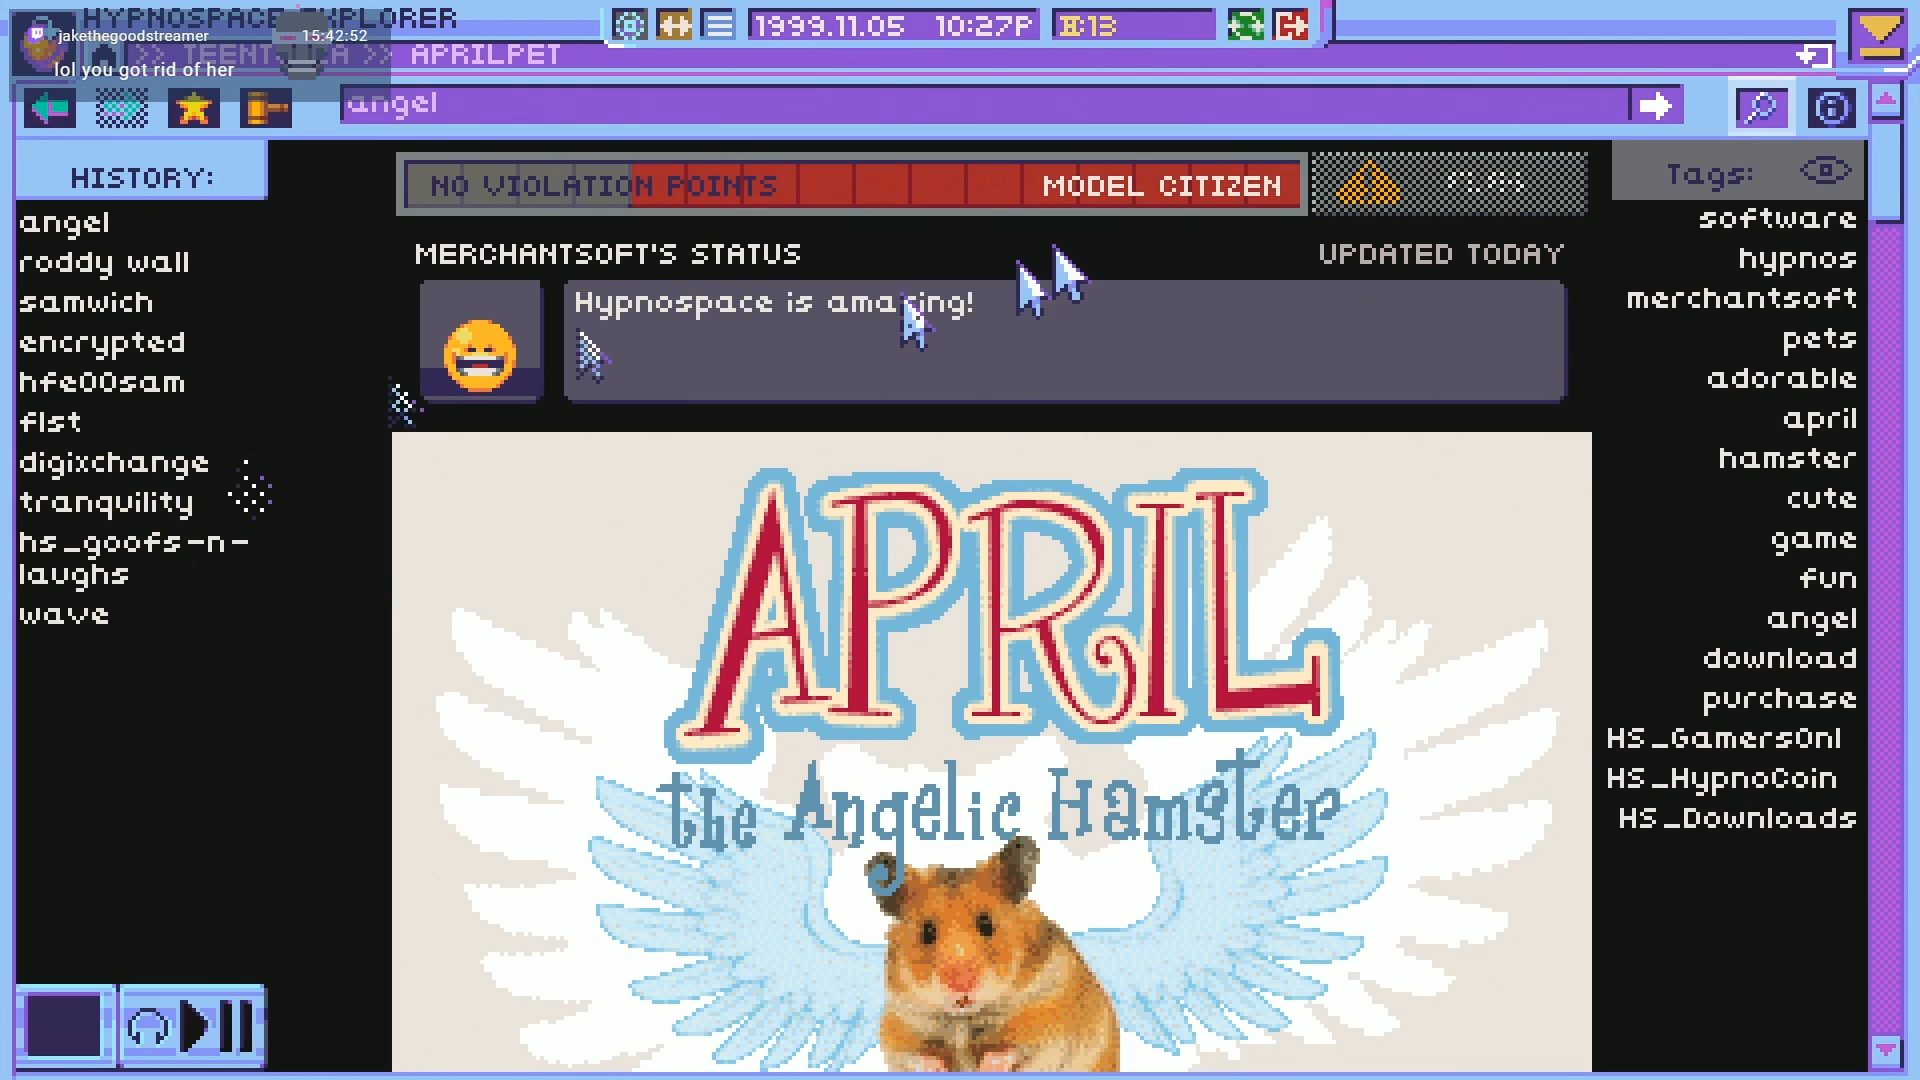 HYPNOSPACE EXPLORER
jakethegoodstreamer 15:42:52
lol you got rid of her
1999.11.05 10:27P
13
>> APRILPET
angel
HISTORY:
angel
roddy wall
samwich
encrypted
hfe00sam
flst
digixchange
tranquility
hs_goofs-n-
laughs
wave
NO VIOLATION POINTS
MODEL CITIZEN
MERCHANTSOFT'S STATUS
UPDATED TODAY
Hypnospace is amazing!
APRIL
the Angelic Hamster
Tags:
software
hypnos
merchantsoft
pets
adorable
april
hamster
cute
game
fun
angel
download
purchase
HS_GamersOnl
HS_HypnoCoin
HS_Downloads